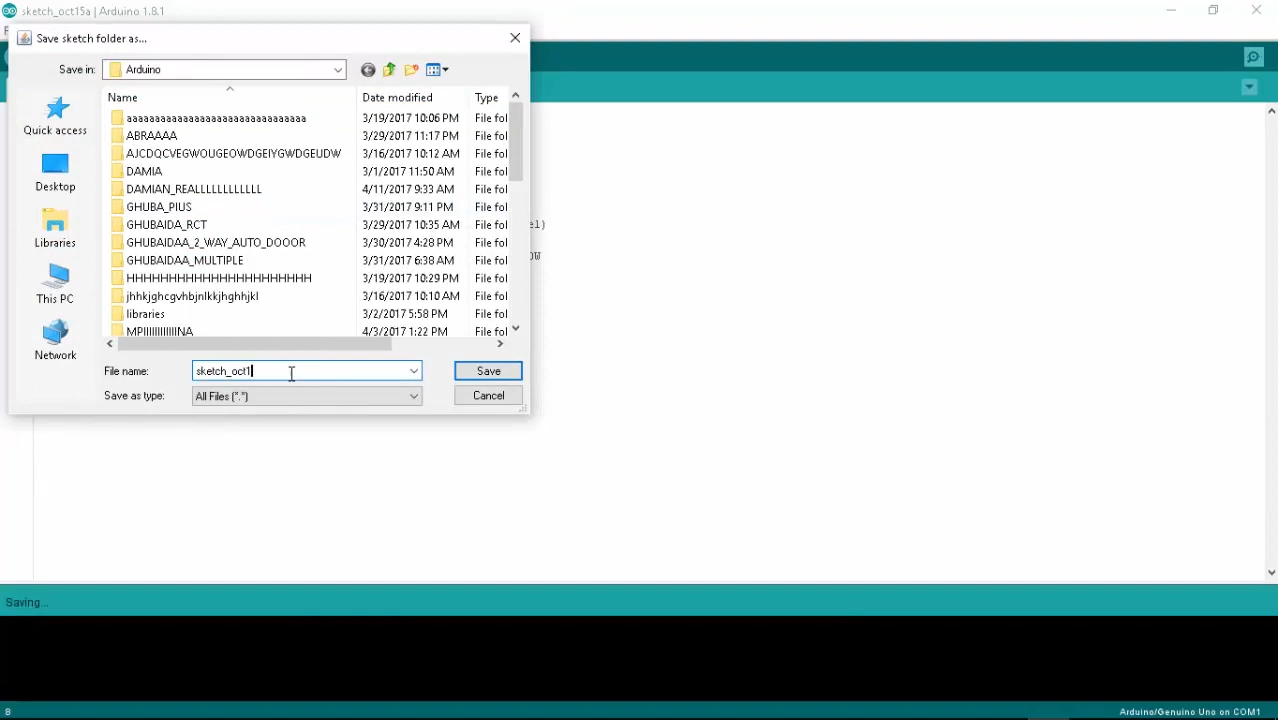 sketch_oct15a | Arduino 1.8.1
Save sketch folder as...
Save in: Arduino
Name Date modified Type
aaaaaaaaaaaaaaaaaaaaaaaaaaaaaaa 3/19/2017 10:06 PM File fol
ABRAAAA 3/29/2017 11:17 PM File fol
AJCDQCVEGWOUGEOWDGEIYGWDGEUDW 3/16/2017 10:12 AM File fol
DAMIA 3/1/2017 11:50 AM File fol
DAMIAN_REALLLLLLLLLLLL 4/11/2017 9:33 AM File fol
GHUBA_PIUS 3/31/2017 9:11 PM File fol
GHUBAIDA_RCT 3/29/2017 10:35 AM File fol
GHUBAIDAA_2_WAY_AUTO_DOOOR 3/30/2017 4:28 PM File fol
GHUBAIDAA_MULTIPLE 3/31/2017 6:38 AM File fol
HHHHHHHHHHHHHHHHHHHHHH 3/19/2017 10:29 PM File fol
jhhkjghcgvhbjnlkkjhghhjkl 3/16/2017 10:10 AM File fol
libraries 3/2/2017 5:58 PM File fol
MPIIIIIIIIIIINA 4/3/2017 1:22 PM File fol
Quick access
Desktop
Libraries
This PC
Network
File name: sketch_oct1
Save
Save as type: All Files (*.*)
Cancel
el)
OW
Saving...
8
Arduino/Genuino Uno on COM1